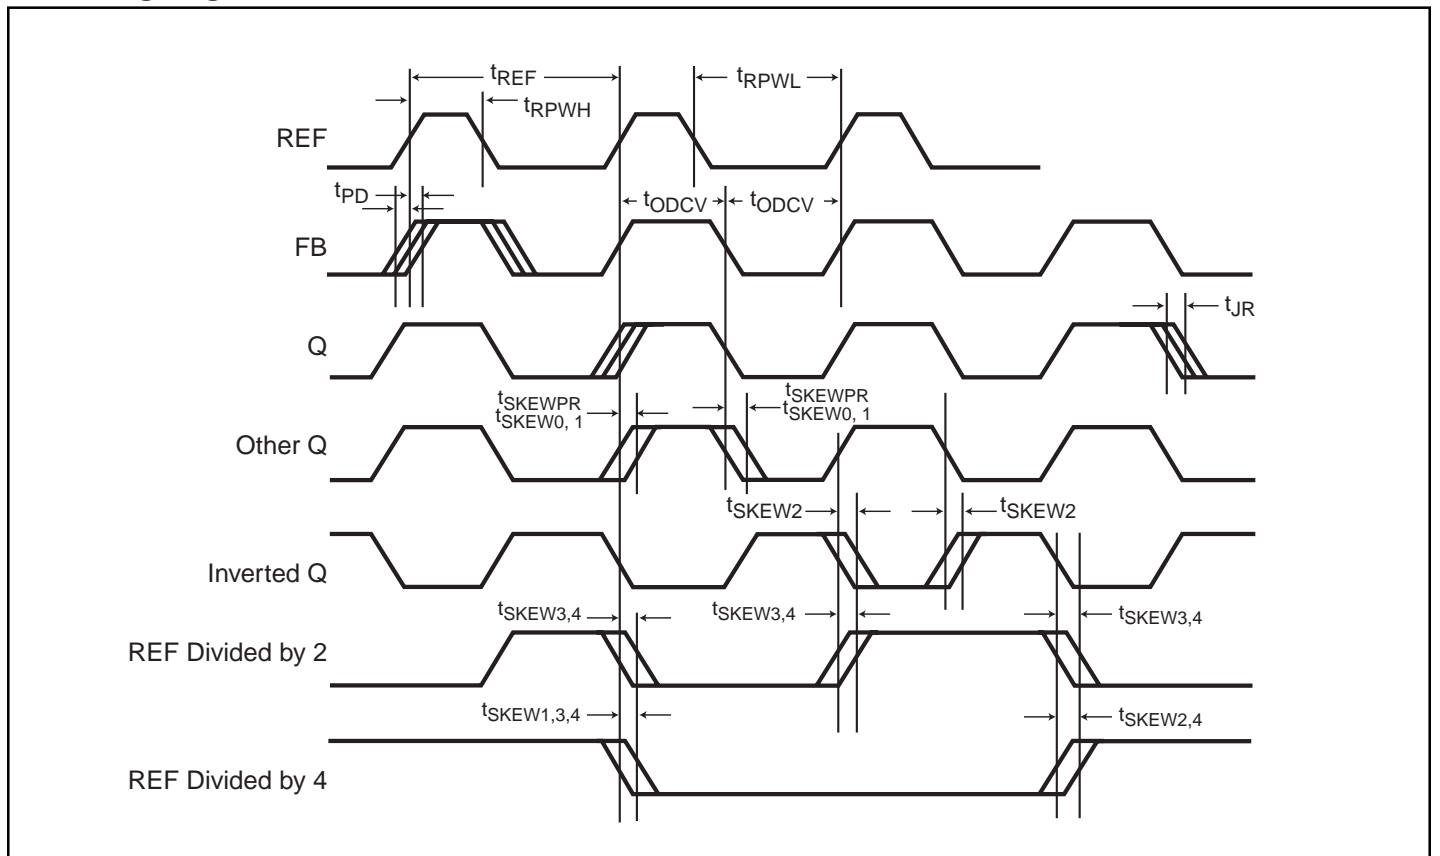 tREF
tRPWL
tRPWH
REF
tPD
tODCV
tODCV
FB
tJR
Q
tSKEWPR
tSKEW0, 1
tSKEWPR
tSKEW0, 1
Other Q
tSKEW2
tSKEW2
Inverted Q
tSKEW3,4
tSKEW3,4
tSKEW3,4
REF Divided by 2
tSKEW1,3,4
tSKEW2,4
REF Divided by 4